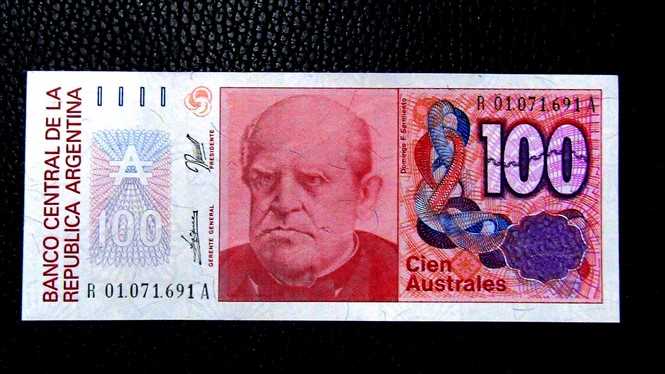 BANCO CENTRAL DE LA
REPUBLICA ARGENTINA
100
R 01.071.691 A
PRESIDENTE
GERENTE GENERAL
Domingo F. Sarmiento
R 01.071.691 A
100
Cien
Australes